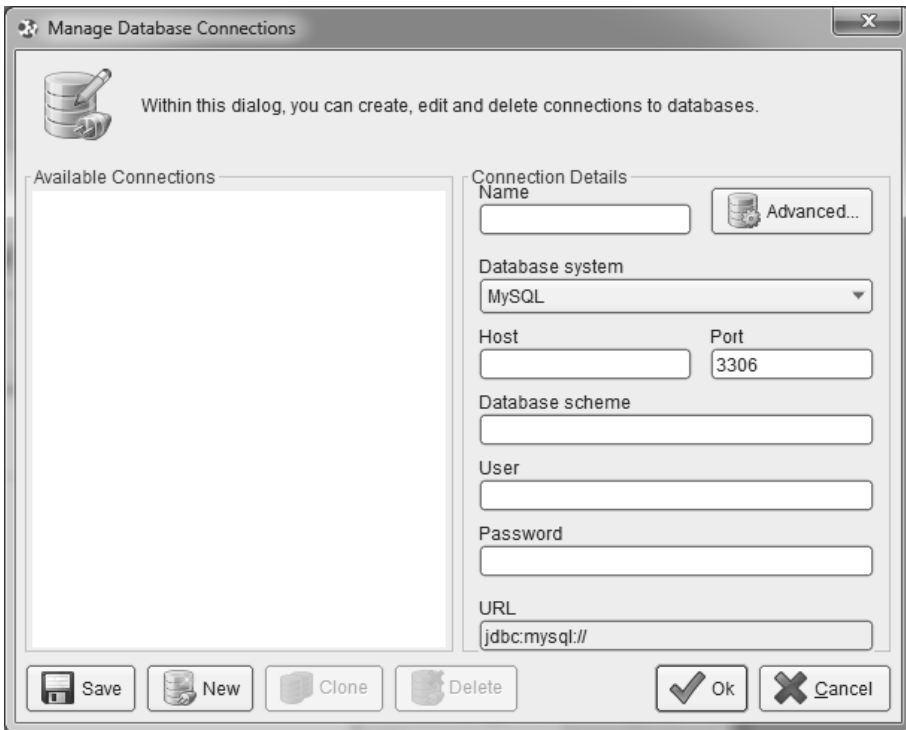 Manage Database Connections
Within this dialog, you can create, edit and delete connections to databases.
Available Connections
Connection Details
Name
Advanced...
Database system
MySQL
Host
Port
3306
Database scheme
User
Password
URL
jdbc:mysql://
Save
New
Clone
Delete
Ok
Cancel